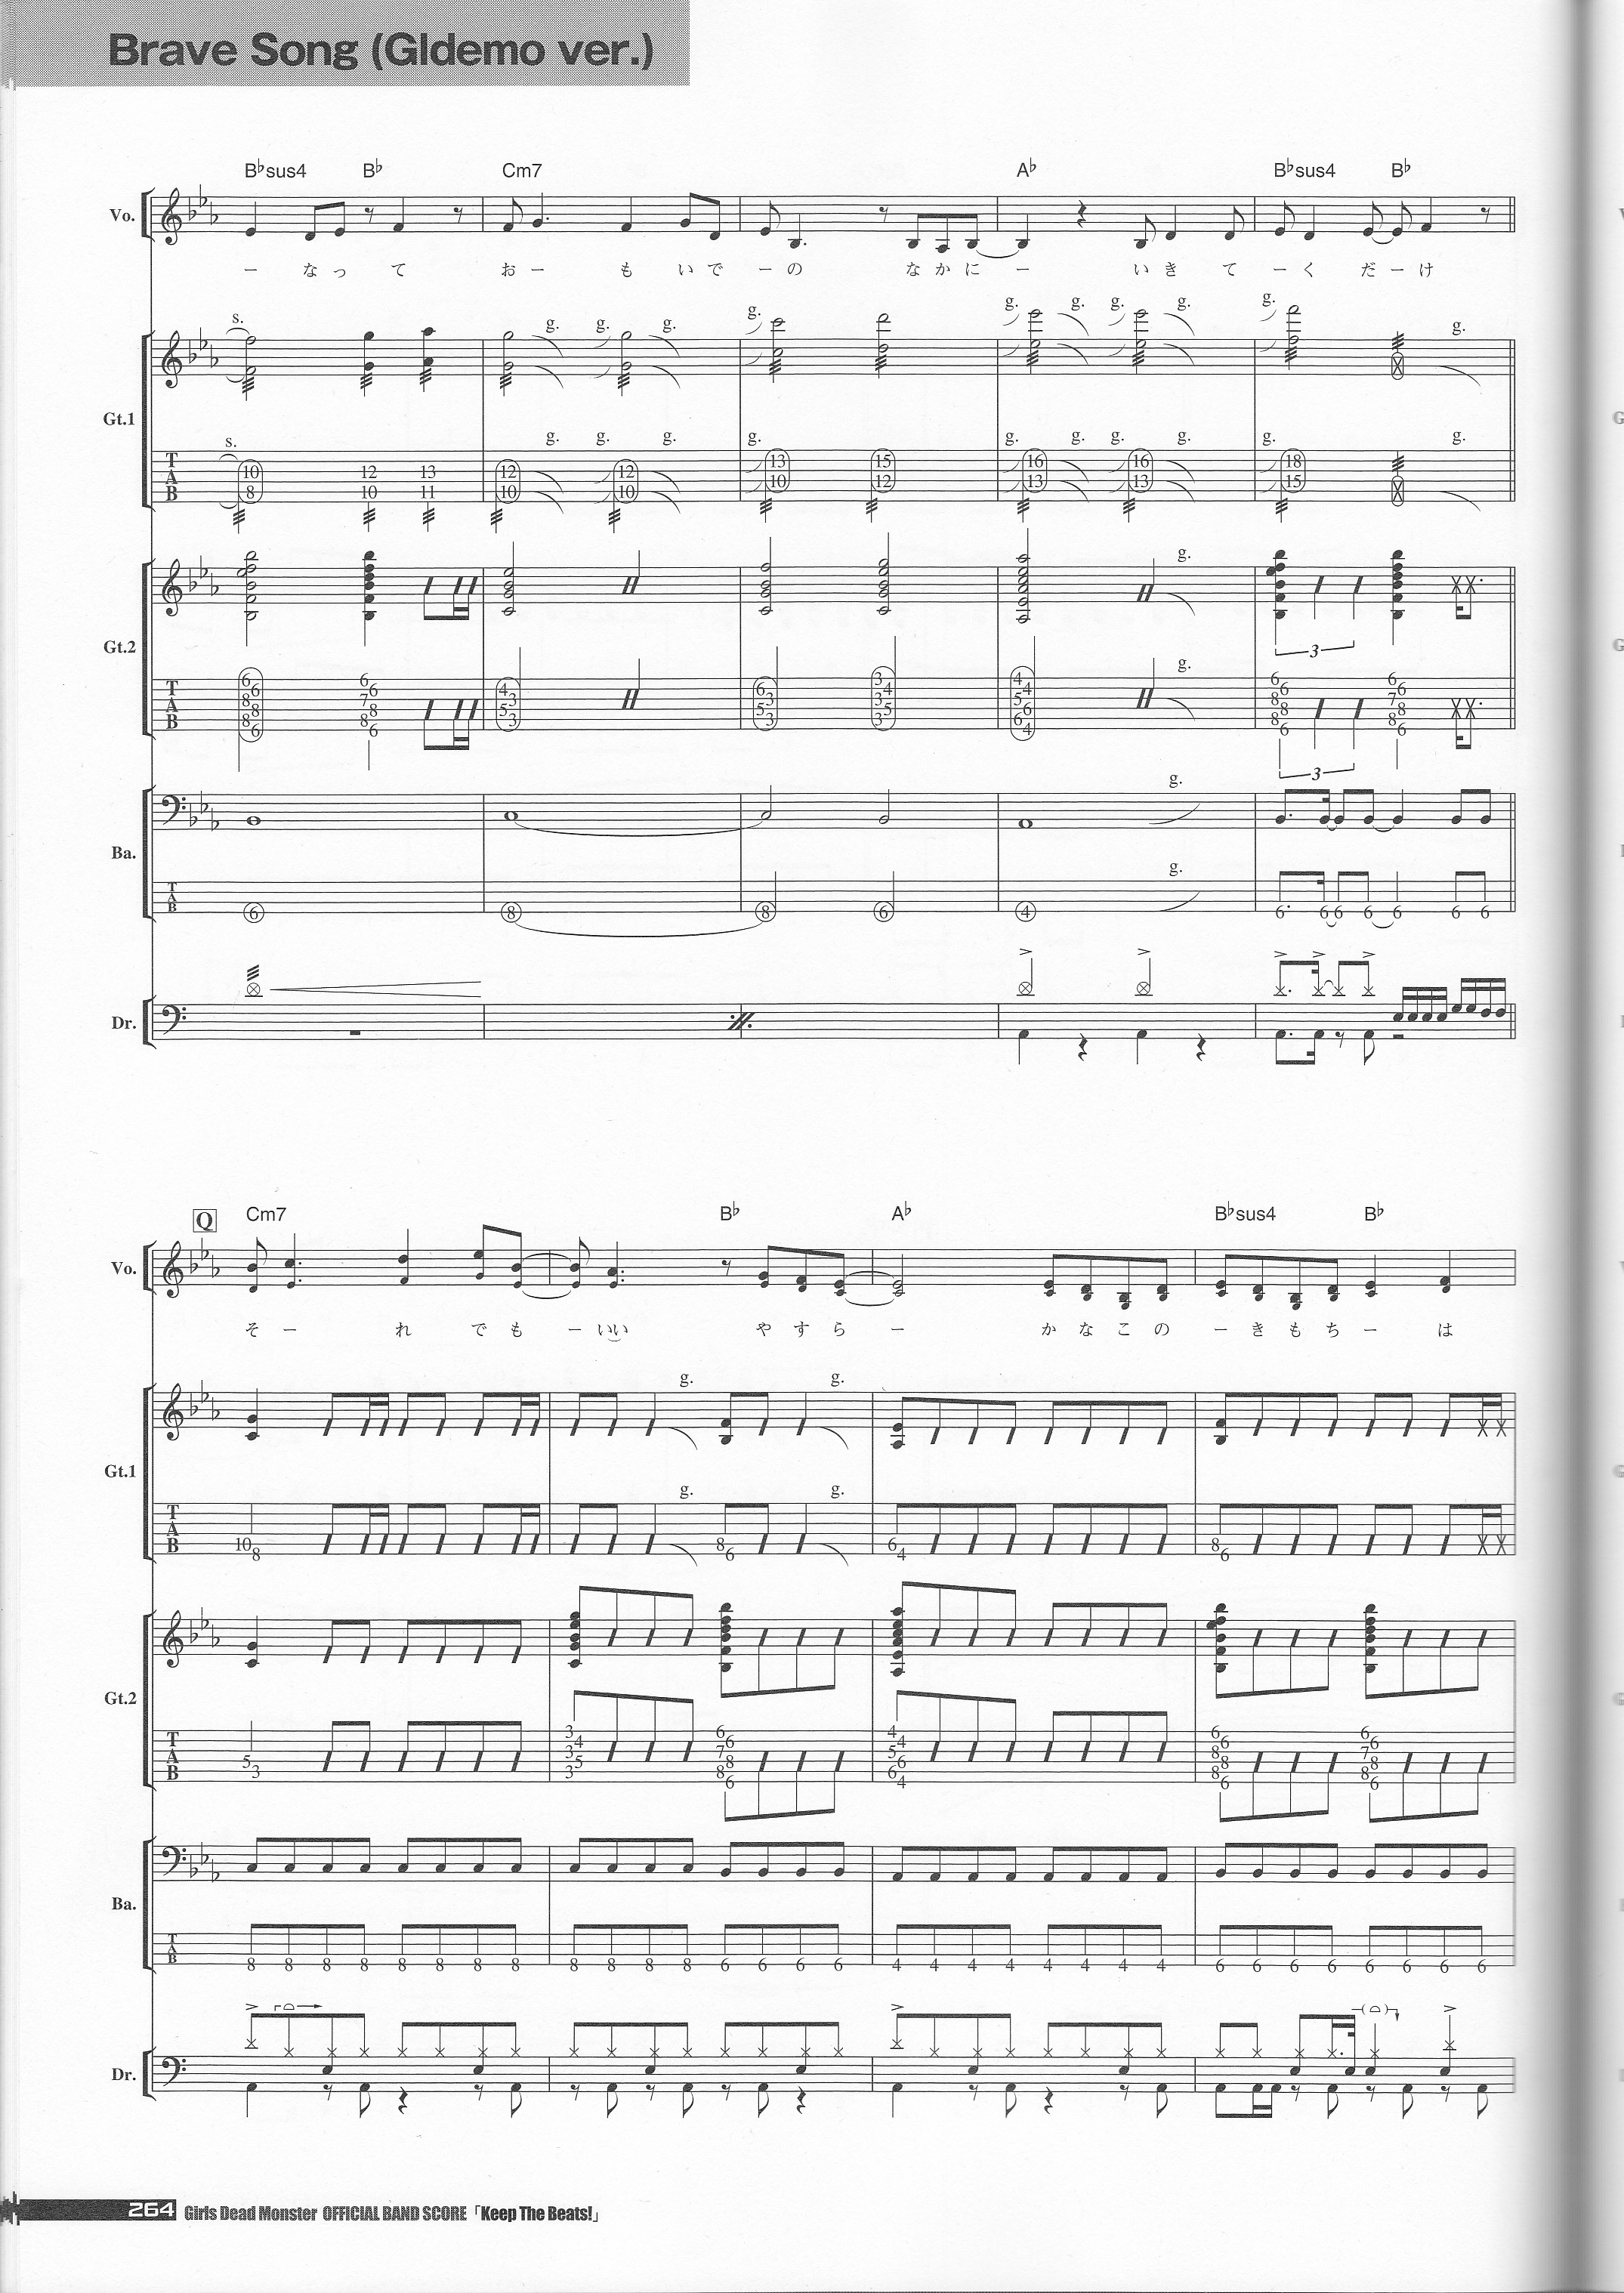 Brave Song (Gldemo ver.)
B♭sus4 B♭ Cm7 A♭ B♭sus4 B♭
Vo.
ー なっ て おー も いで ーの なかに ー いき て ーく だーけ
s. g. g. g. g. g. g. g. g. g. g.
Gt.1
s. g. g. g. g. g. g. g. g. g. g.
T A B
10 12 13 12 12 13 15 16 16 18
8 10 11 10 10 10 12 13 13 15
g.
3
Gt.2
g.
T A B
6 6 4 6 3 4 6 6
6 6 3 3 4 4 6 6
8 7 5 5 3 5 8 7
8 8 3 3 5 6 8 8
8 8 3 6 8 8
6 6 4 6 6
3
g.
Ba.
g.
T A B
6 8 8 6 4 6 6 6 6 6 6 6
Dr.
Q Cm7 B♭ A♭ B♭sus4 B♭
Vo.
そ ー れ で も ー いい や す ら ー か な こ の ー き も ち ー は
g. g.
Gt.1
g. g.
T A B
10 8 8 6 6 4 8 6
Gt.2
T A B
3 6 4 6 6
4 6 4 6 6
3 7 5 8 7
5 5 8 6 8 8
3 3 8 6 8 8
6 4 6 6
Ba.
T A B
8 8 8 8 8 8 8 8 8 8 8 8 6 6 6 6 4 4 4 4 4 4 4 4 6 6 6 6 6 6 6 6
Dr.
264 Girls Dead Monster OFFICIAL BAND SCORE「Keep The Beats!」